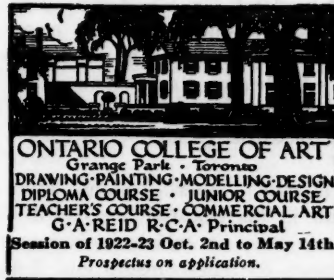 ONTARIO COLLEGE OF ART
Grange Park · Toronto
DRAWING·PAINTING·MODELLING·DESIGN
DIPLOMA COURSE · JUNIOR COURSE
TEACHER'S COURSE·COMMERCIAL ART
G·A·REID R·C·A· Principal
Session of 1922-23 Oct. 2nd to May 14th
Prospectus on application.